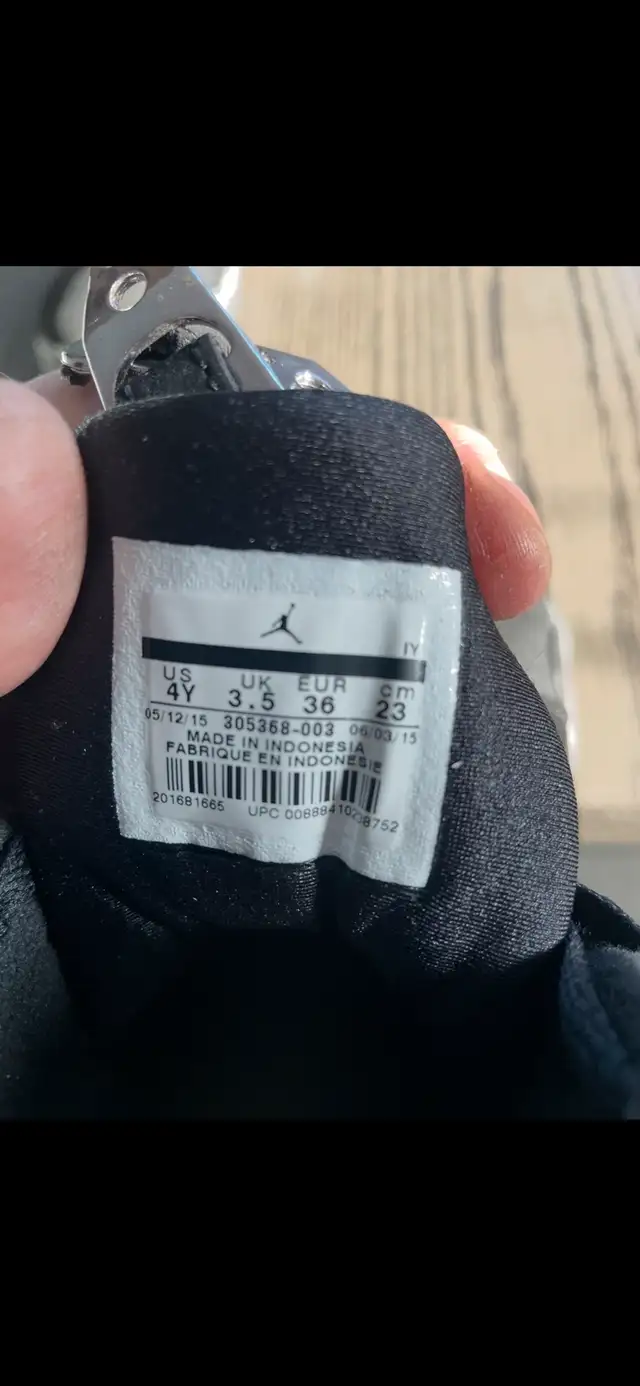 IY
US UK EUR cm
4Y 3.5 36 23
05/12/15 305368-003 06/03/15
MADE IN INDONESIA
FABRIQUE EN INDONESIE
201681665 UPC